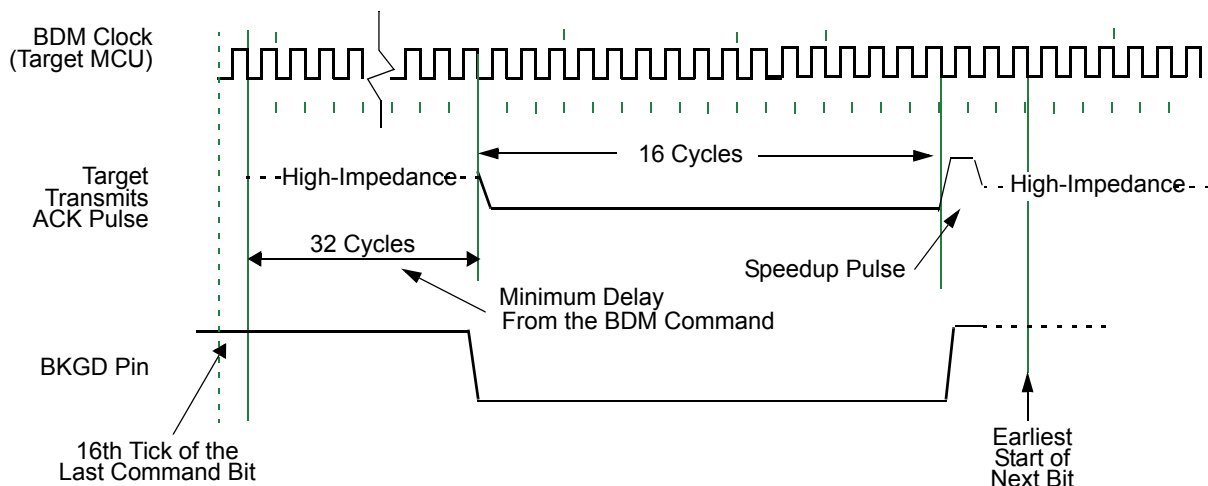 BDM Clock
(Target MCU)
16 Cycles
Target
Transmits
ACK Pulse
High-Impedance
High-Impedance
32 Cycles
Speedup Pulse
Minimum Delay
From the BDM Command
BKGD Pin
16th Tick of the
Last Command Bit
Earliest
Start of
Next Bit